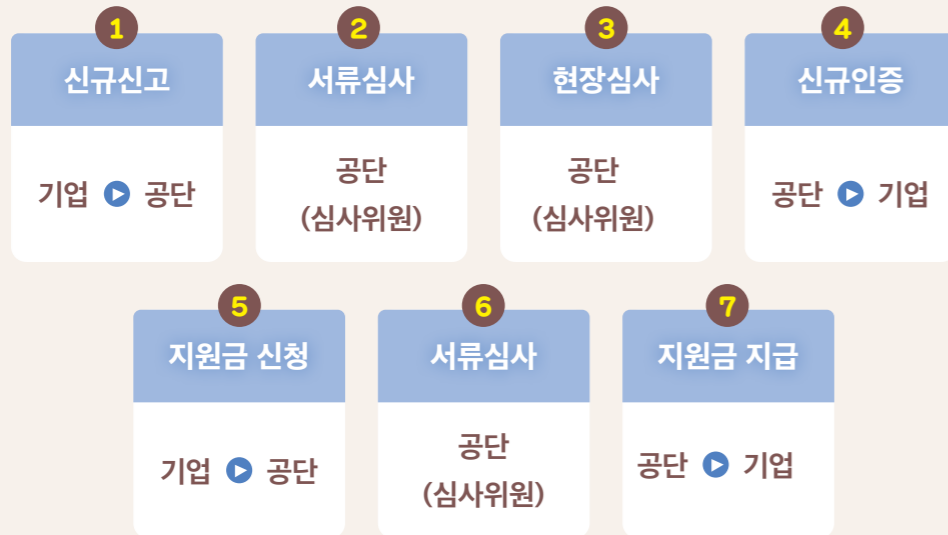 1
신규신고
기업 ▶ 공단
2
서류심사
공단
(심사위원)
3
현장심사
공단
(심사위원)
4
신규인증
공단 ▶ 기업
5
지원금 신청
기업 ▶ 공단
6
서류심사
공단
(심사위원)
7
지원금 지급
공단 ▶ 기업